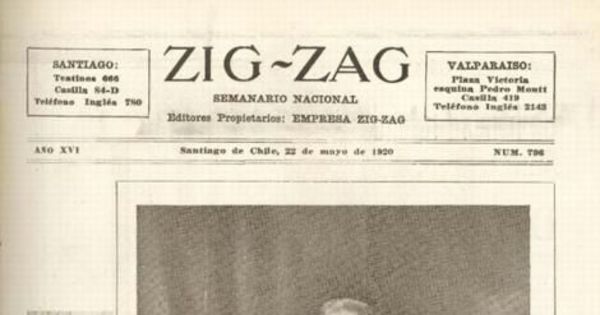 SANTIAGO:
Teatinos 666
Casilla 84-D
Teléfono Inglés 780
ZIG~ZAG
SEMANARIO NACIONAL
Editores Propietarios: EMPRESA ZIG-ZAG
VALPARAISO:
Plaza Victoria
esquina Pedro Montt
Casilla 419
Teléfono Inglés 2143
AÑO XVI
Santiago de Chile, 22 de mayo de 1920
NUM. 796